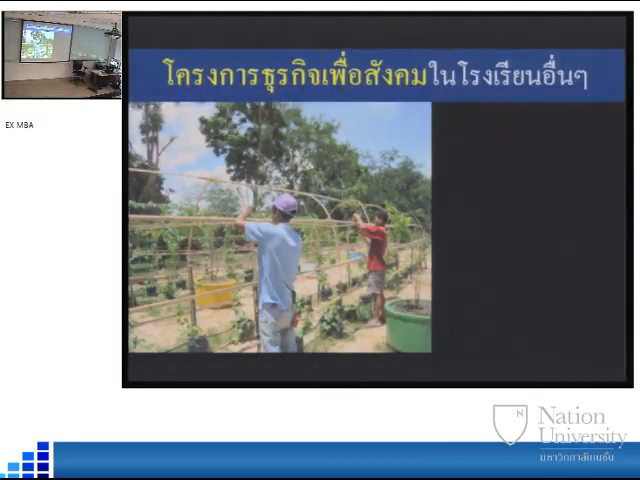 โครงการธุรกิจเพื่อสังคมในโรงเรียนอื่นๆ
EX MBA
N
Nation
University
มหาวิทยาลัยเนชั่น